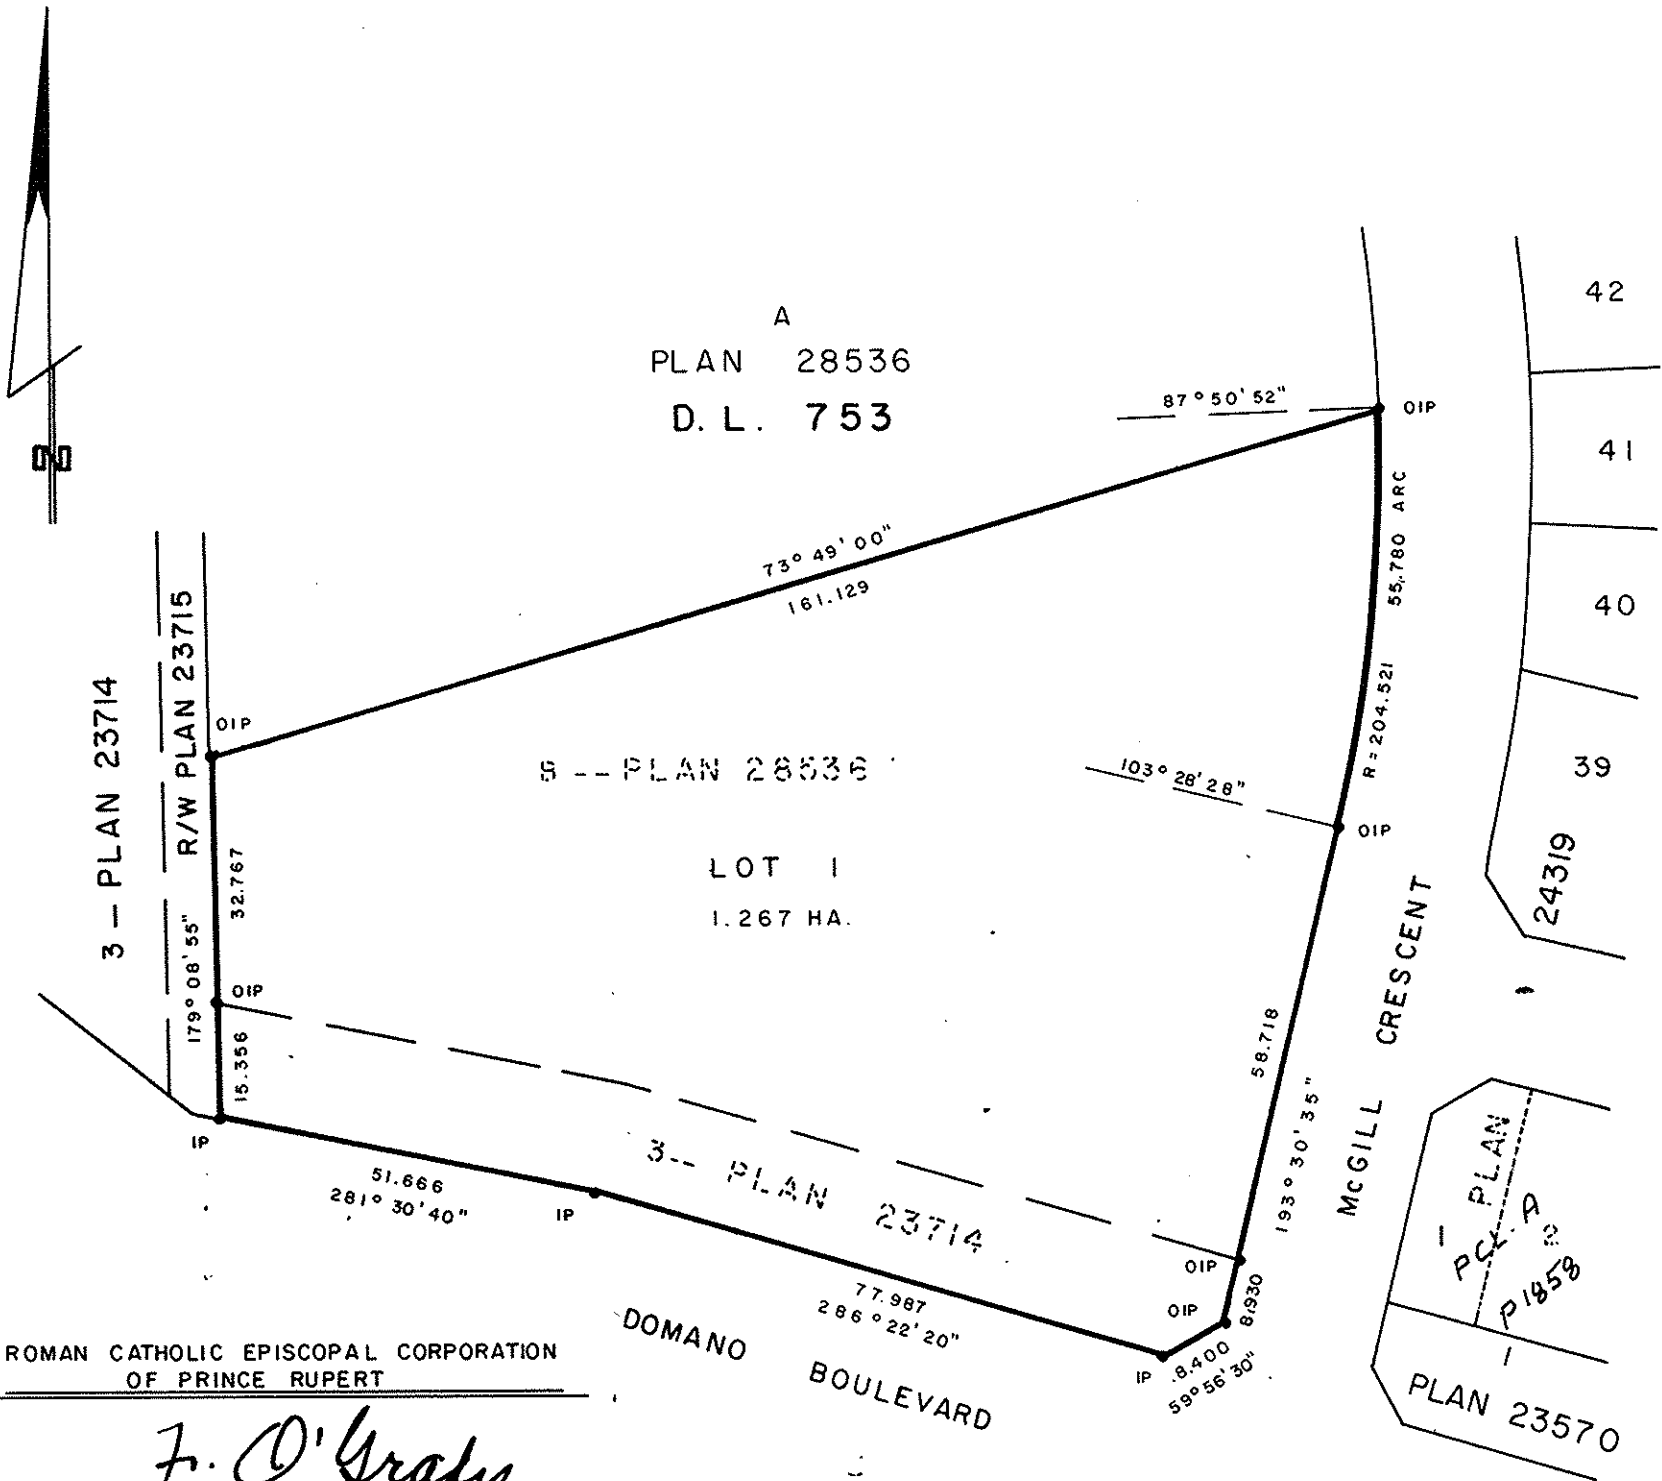 N
A
PLAN 28536
D.L. 753
87°50'52"
OIP
42
41
40
39
24319
73°49'00"
161.129
55.780 ARC
R=204.521
3-PLAN 23714
R/W PLAN 23715
OIP
B--PLAN 28536
103°28'28"
OIP
LOT 1
1.267 HA.
32.767
179°08'55"
OIP
15.356
IP
58.718
193°30'35"
McGILL CRESCENT
51.666
281°30'40"
IP
3-- PLAN 23714
OIP
OIP
8.930
77.987
286°22'20"
IP
8.400
59°56'30"
DOMANO BOULEVARD
PLAN
1
2
PCL. A
P1858
1
PLAN 23570
ROMAN CATHOLIC EPISCOPAL CORPORATION
OF PRINCE RUPERT
F. O'Grady